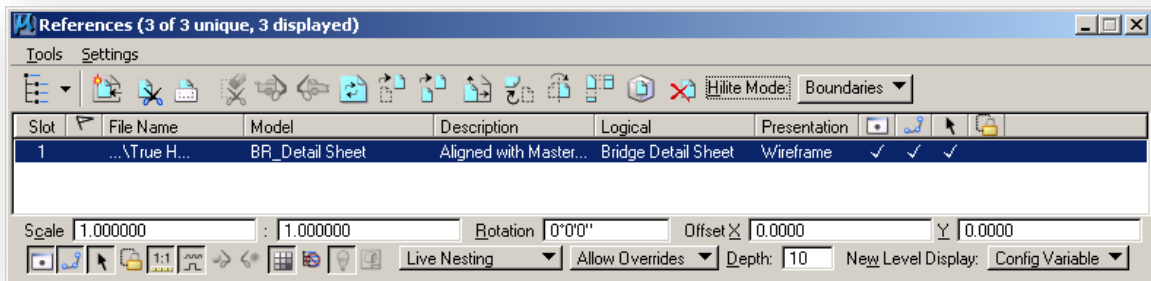 References (3 of 3 unique, 3 displayed)
Tools Settings
Hilite Mode: Boundaries
Slot File Name Model Description Logical Presentation
1 ...\True H... BR_Detail Sheet Aligned with Master... Bridge Detail Sheet Wireframe
Scale 1.000000 : 1.000000 Rotation 0°0'0'' Offset X 0.0000 Y 0.0000
1:1 Live Nesting Allow Overrides Depth: 10 New Level Display: Config Variable